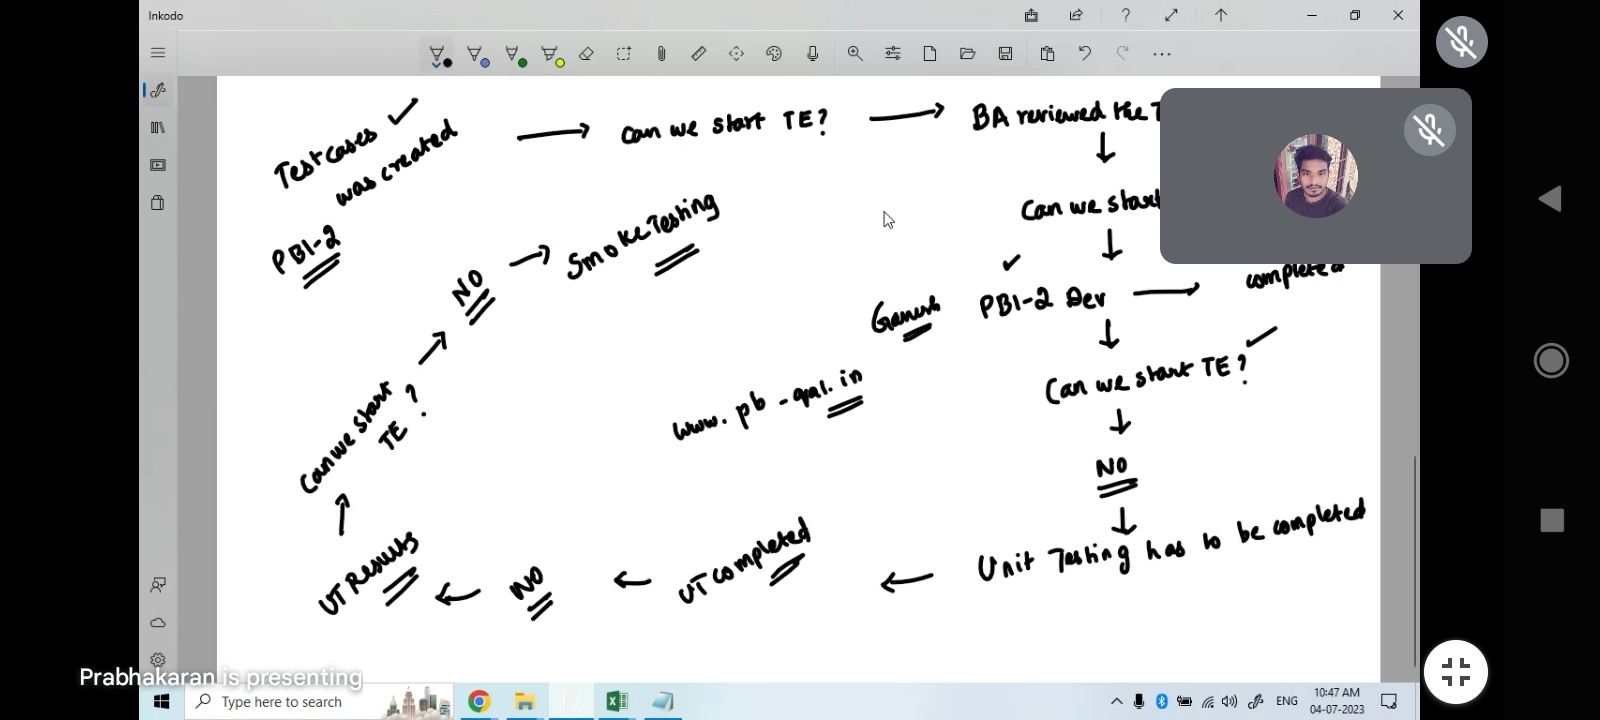 Inkodo
Testcases
was created
can we start TE?
BA reviewed the T
PBI-2
NO
Smoke Testing
Can we start
completed
Ganesh
PBI-2 Dev
Can we start TE?
www.pb-qal.in
Can we start
TE?
NO
Unit Testing has to be completed
UT completed
NO
UT Results
Prabhakaran is presenting
Type here to search
ENG
10:47 AM
04-07-2023